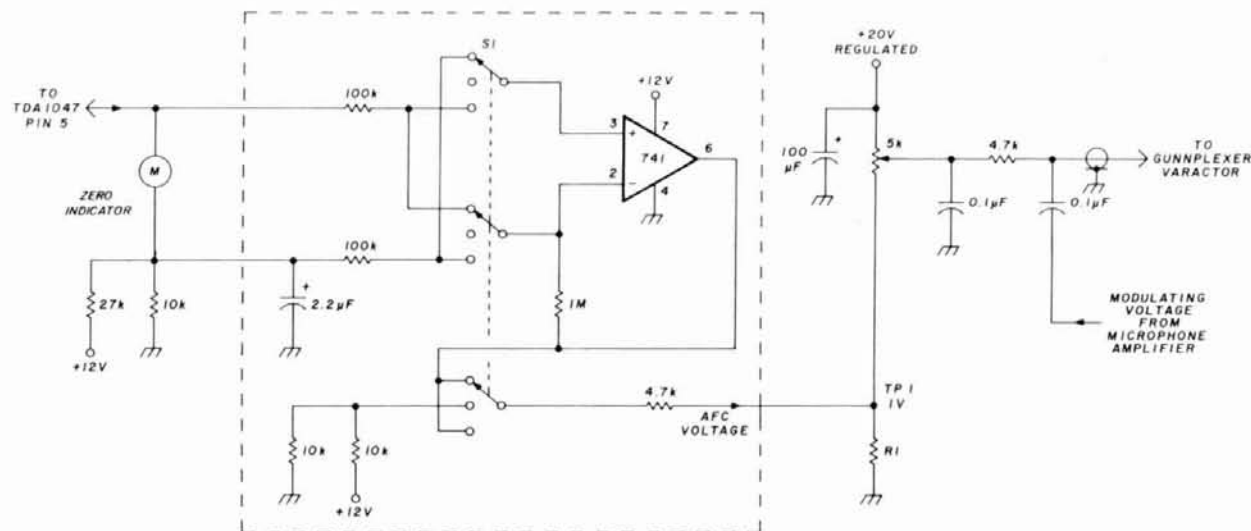 TO
TDA1047
PIN 5
M
ZERO
INDICATOR
27k
10k
+12V
100k
100k
2.2µF
S1
+12V
3
+
7
741
6
2
–
4
1M
10k
10k
+12V
4.7k
AFC
VOLTAGE
+20V
REGULATED
100
µF
+
5k
4.7k
0.1µF
0.1µF
TO
GUNNPLEXER
VARACTOR
MODULATING
VOLTAGE
FROM
MICROPHONE
AMPLIFIER
TP1
1V
R1
+